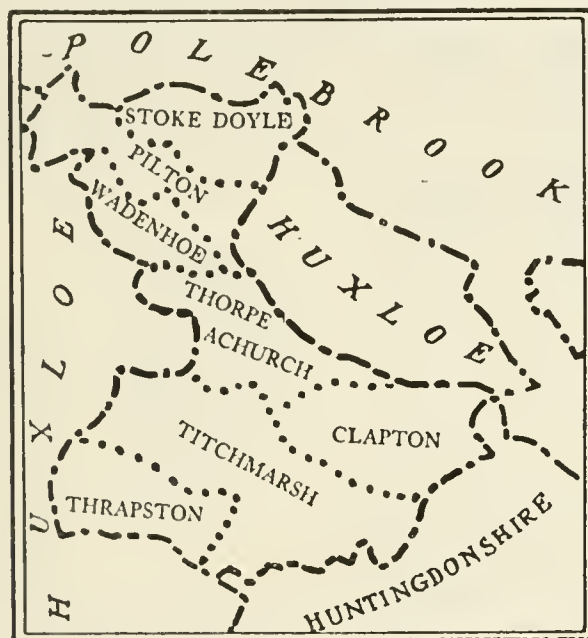 POLEBROOK
STOKE DOYLE
PILTON
WADENHOE
HUXLOE
HUXLOE
THORPE
ACHURCH
CLAPTON
TITCHMARSH
THRAPSTON
HUNTINGDONSHIRE